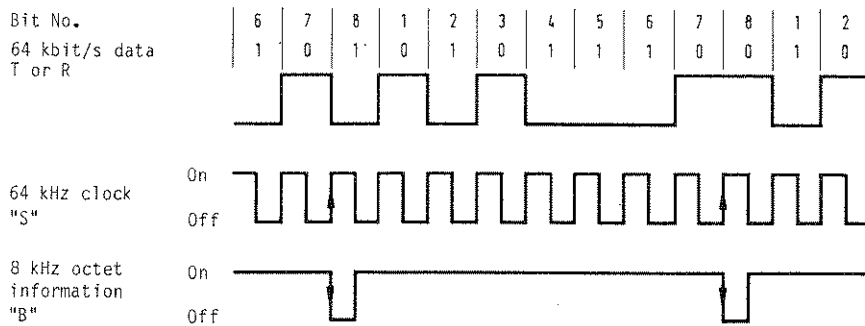 Bit No. 6 7 8 1 2 3 4 5 6 7 8 1 2
64 kbit/s data 1 0 1 0 1 0 1 1 1 0 0 1 0
T or R
On
64 kHz clock
"S"
Off
8 kHz octet On
information
"B" Off